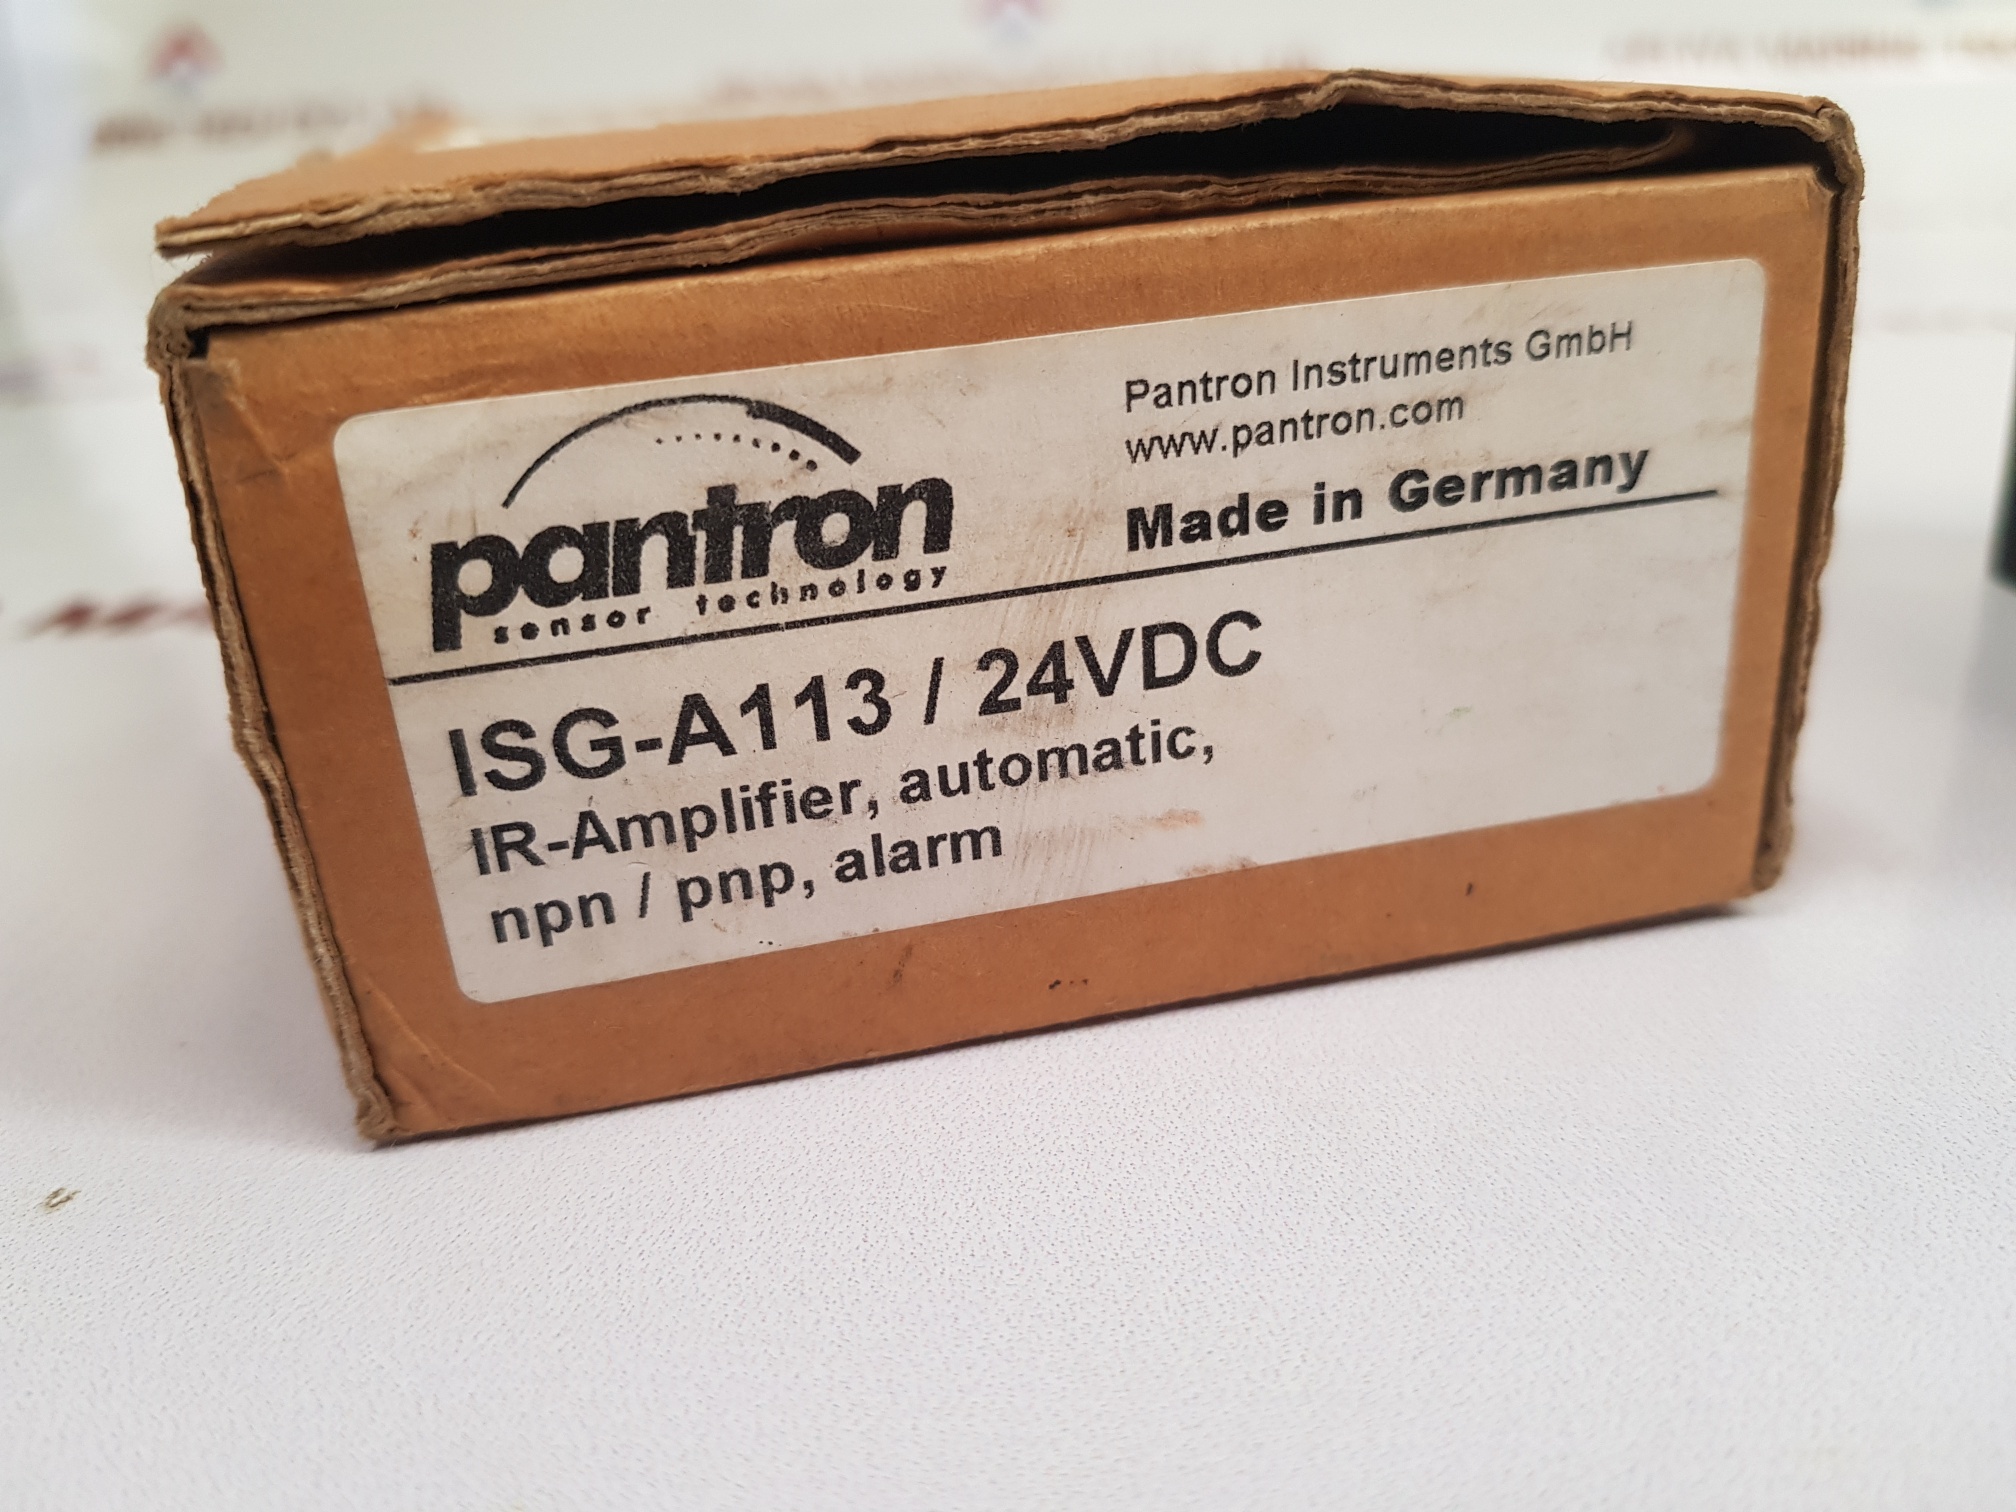 pantron
sensor technology
Pantron Instruments GmbH
www.pantron.com
Made in Germany
ISG-A113 / 24VDC
IR-Amplifier, automatic,
npn / pnp, alarm